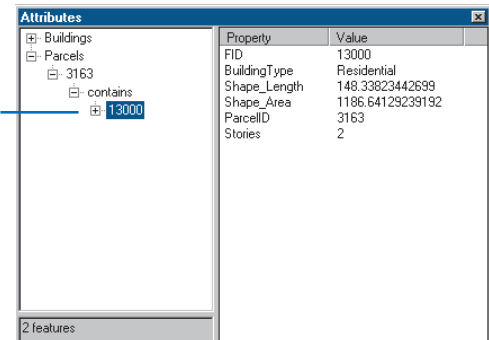 Attributes
Buildings
Parcels
3163
contains
13000
2 features
Property Value
FID 13000
BuildingType Residential
Shape_Length 148.33823442699
Shape_Area 1186.64129239192
ParcelID 3163
Stories 2